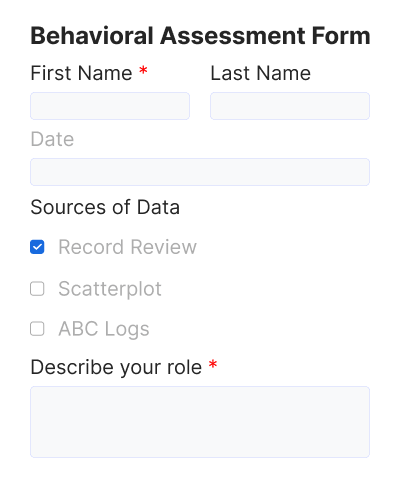 Behavioral Assessment Form
First Name * Last Name
Date
Sources of Data
Record Review
Scatterplot
ABC Logs
Describe your role *